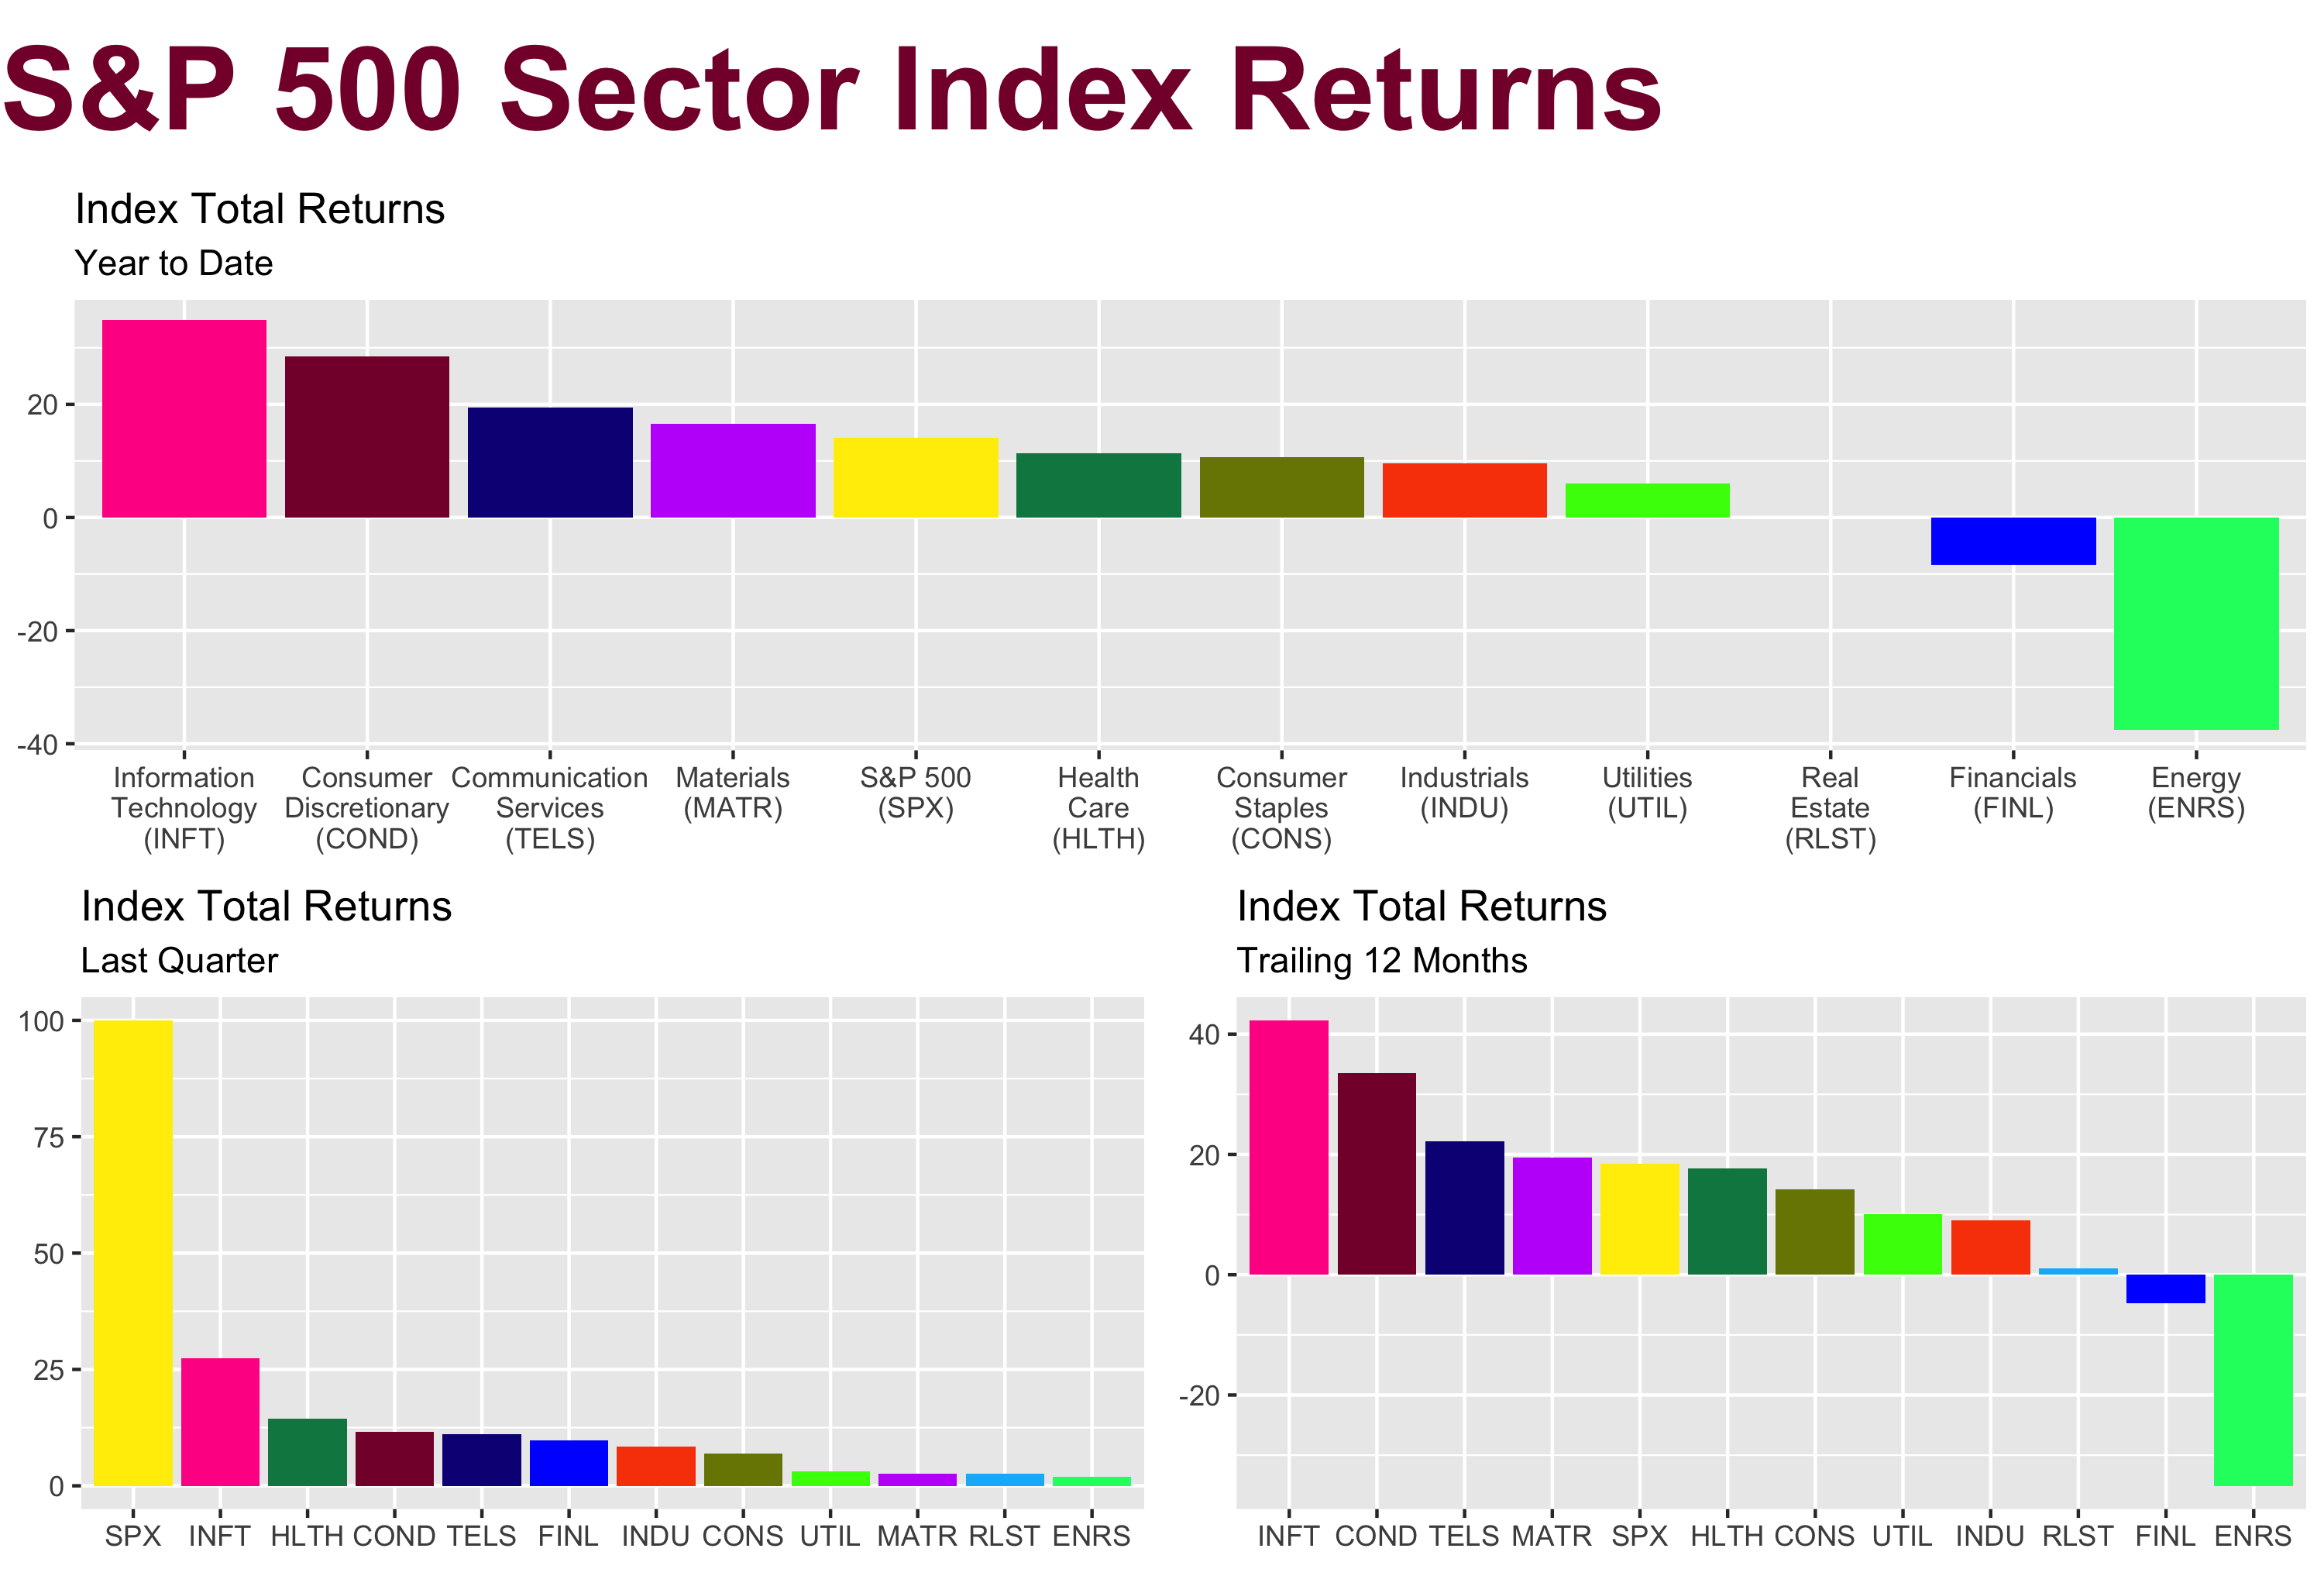 S&P 500 Sector Index Returns
Index Total Returns
Year to Date
20
0
-20
-40
Information Technology (INFT)
Consumer Discretionary (COND)
Communication Services (TELS)
Materials (MATR)
S&P 500 (SPX)
Health Care (HLTH)
Consumer Staples (CONS)
Industrials (INDU)
Utilities (UTIL)
Real Estate (RLST)
Financials (FINL)
Energy (ENRS)
Index Total Returns
Last Quarter
100
75
50
25
0
SPX INFT HLTH COND TELS FINL INDU CONS UTIL MATR RLST ENRS
Index Total Returns
Trailing 12 Months
40
20
0
-20
INFT COND TELS MATR SPX HLTH CONS UTIL INDU RLST FINL ENRS